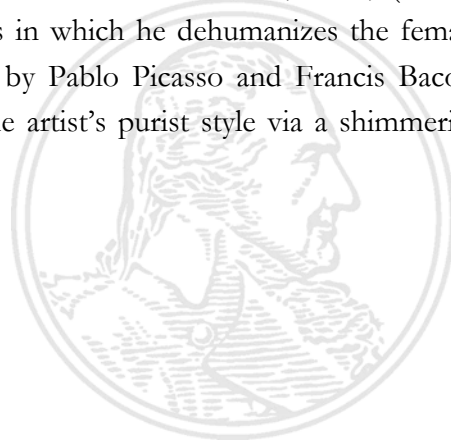 s in which he dehumanizes the fema
by Pablo Picasso and Francis Baco
e artist's purist style via a shimmeri